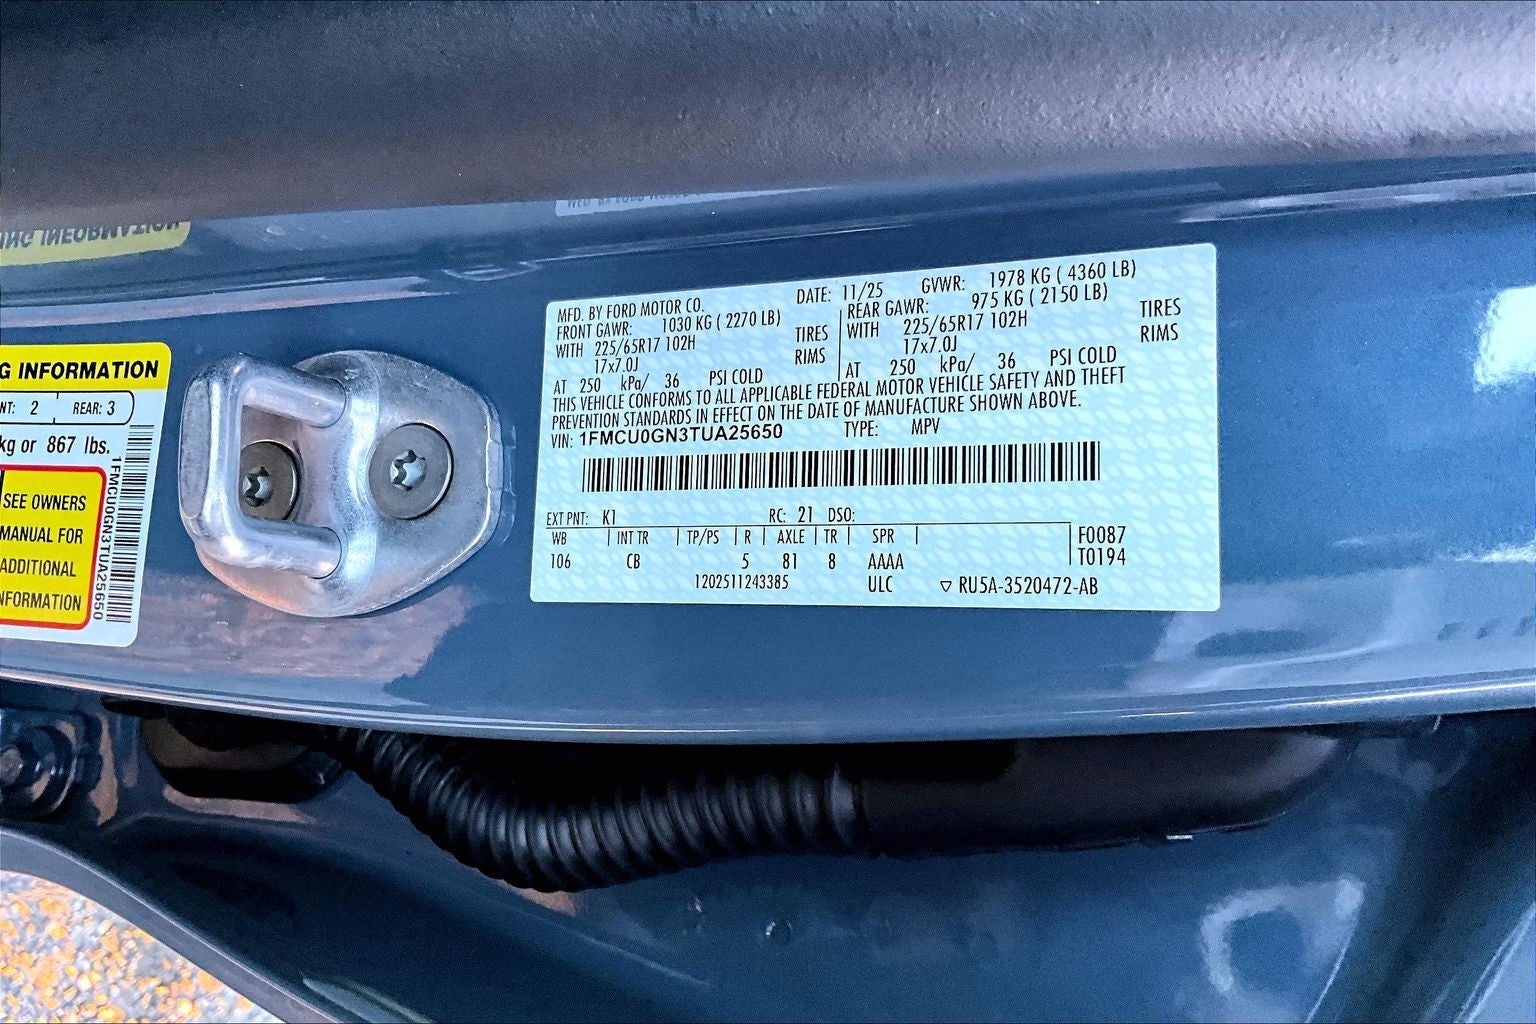 G INFORMATION
NT: 2 REAR: 3
kg or 867 lbs.
SEE OWNERS
MANUAL FOR
ADDITIONAL
INFORMATION
1FMCU0GN3TUA25650
MFD. BY FORD MOTOR CO. DATE: 11/25 GVWR: 1978 KG ( 4360 LB)
FRONT GAWR: 1030 KG ( 2270 LB) REAR GAWR: 975 KG ( 2150 LB)
WITH 225/65R17 102H TIRES WITH 225/65R17 102H TIRES
17x7.0J RIMS 17x7.0J RIMS
AT 250 kPa/ 36 PSI COLD AT 250 kPa/ 36 PSI COLD
THIS VEHICLE CONFORMS TO ALL APPLICABLE FEDERAL MOTOR VEHICLE SAFETY AND THEFT
PREVENTION STANDARDS IN EFFECT ON THE DATE OF MANUFACTURE SHOWN ABOVE.
VIN: 1FMCU0GN3TUA25650 TYPE: MPV
EXT PNT: K1 RC: 21 DSO:
WB INT TR TP/PS R AXLE TR SPR F0087
106 CB 5 81 8 AAAA T0194
1202511243385 ULC ▽ RU5A-3520472-AB